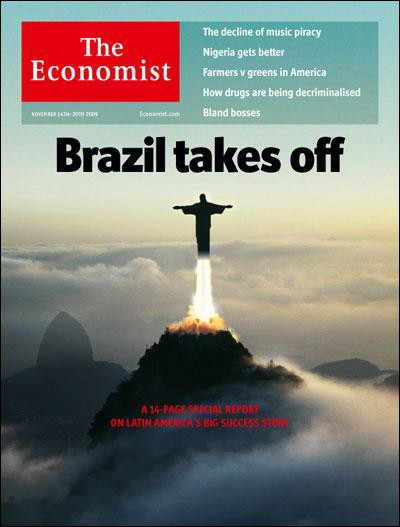 The
Economist
NOVEMBER 14TH-20TH 2009
Economist.com
The decline of music piracy
Nigeria gets better
Farmers v greens in America
How drugs are being decriminalised
Bland bosses
Brazil takes off
A 14-PAGE SPECIAL REPORT
ON LATIN AMERICA'S BIG SUCCESS STORY